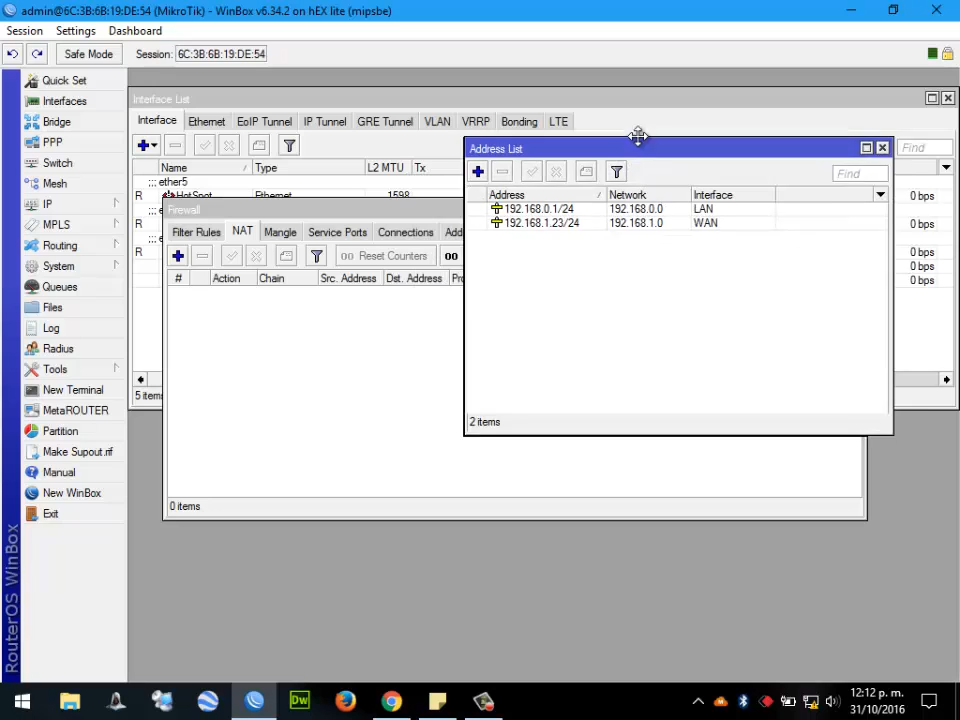 admin@6C:3B:6B:19:DE:54 (MikroTik) - WinBox v6.34.2 on hEX lite (mipsbe)
Session Settings Dashboard
Safe Mode Session: 6C:3B:6B:19:DE:54
Quick Set
Interfaces
Bridge
PPP
Switch
Mesh
IP
MPLS
Routing
System
Queues
Files
Log
Radius
Tools
New Terminal
MetaROUTER
Partition
Make Supout.rif
Manual
New WinBox
Exit
RouterOS WinBox
Interface List
Interface Ethernet EoIP Tunnel IP Tunnel GRE Tunnel VLAN VRRP Bonding LTE
Find
Name Type L2 MTU Tx
;;; ether5
R HotSpot Ethernet 1598 0 bps
R 0 bps
R 0 bps
0 bps
0 bps
5 items
Firewall
Filter Rules NAT Mangle Service Ports Connections
Reset Counters 00
# Action Chain Src. Address Dst. Address
0 items
Address List
Find
Address Network Interface
192.168.0.1/24 192.168.0.0 LAN
192.168.1.23/24 192.168.1.0 WAN
2 items
Dw
12:12 p. m.
31/10/2016